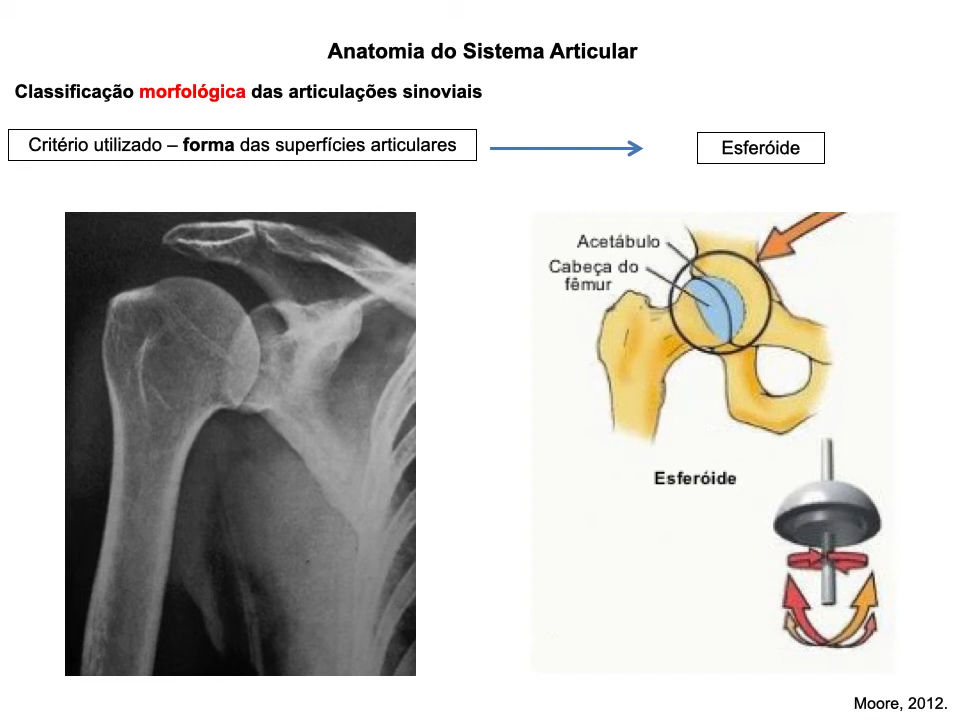 Anatomia do Sistema Articular
Classificação morfológica das articulações sinoviais
Critério utilizado – forma das superfícies articulares
Esferóide
Acetábulo
Cabeça do
fêmur
Esferóide
Moore, 2012.